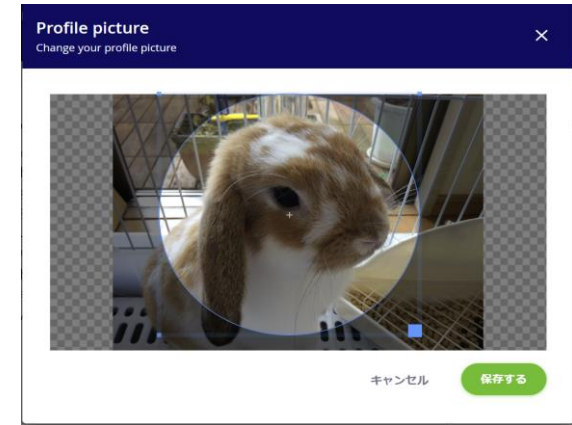 Profile picture
Change your profile picture
キャンセル
保存する